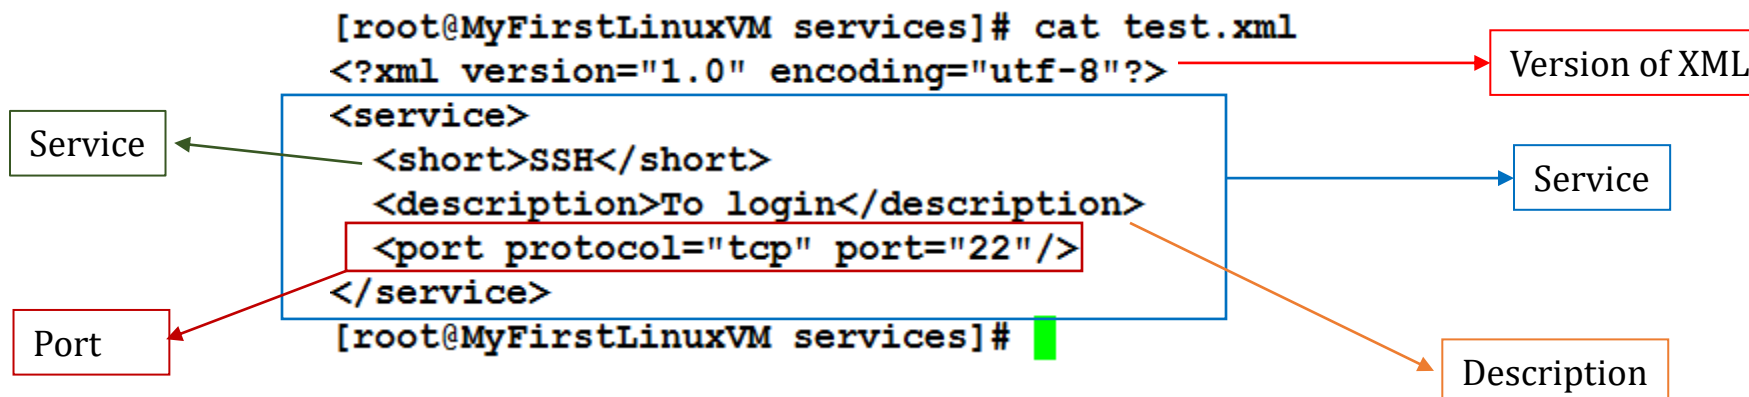 [root@MyFirstLinuxVM services]# cat test.xml
<?xml version="1.0" encoding="utf-8"?>
Version of XML
<service>
Service
<short>SSH</short>
Service
<description>To login</description>
<port protocol="tcp" port="22"/>
</service>
Port
[root@MyFirstLinuxVM services]#
Description